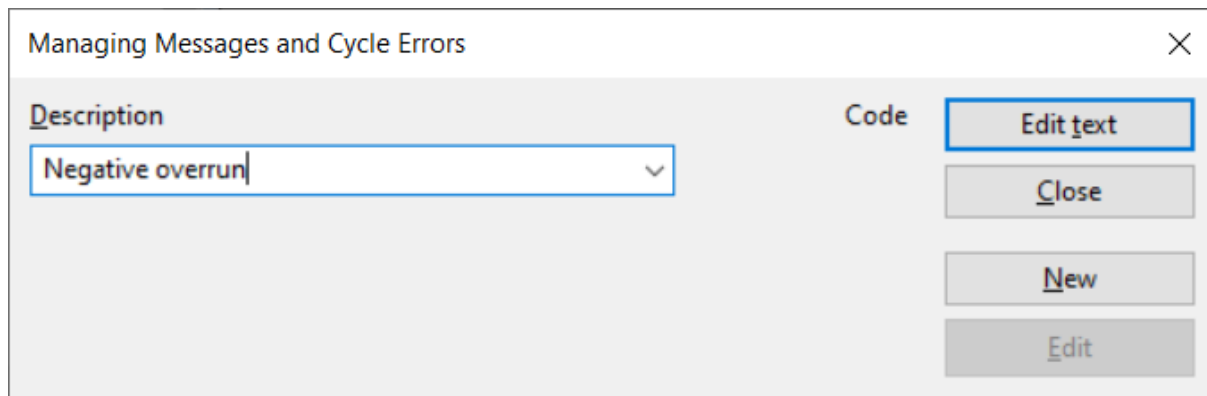 Managing Messages and Cycle Errors
Description
Code
Edit text
Negative overrun
Close
New
Edit